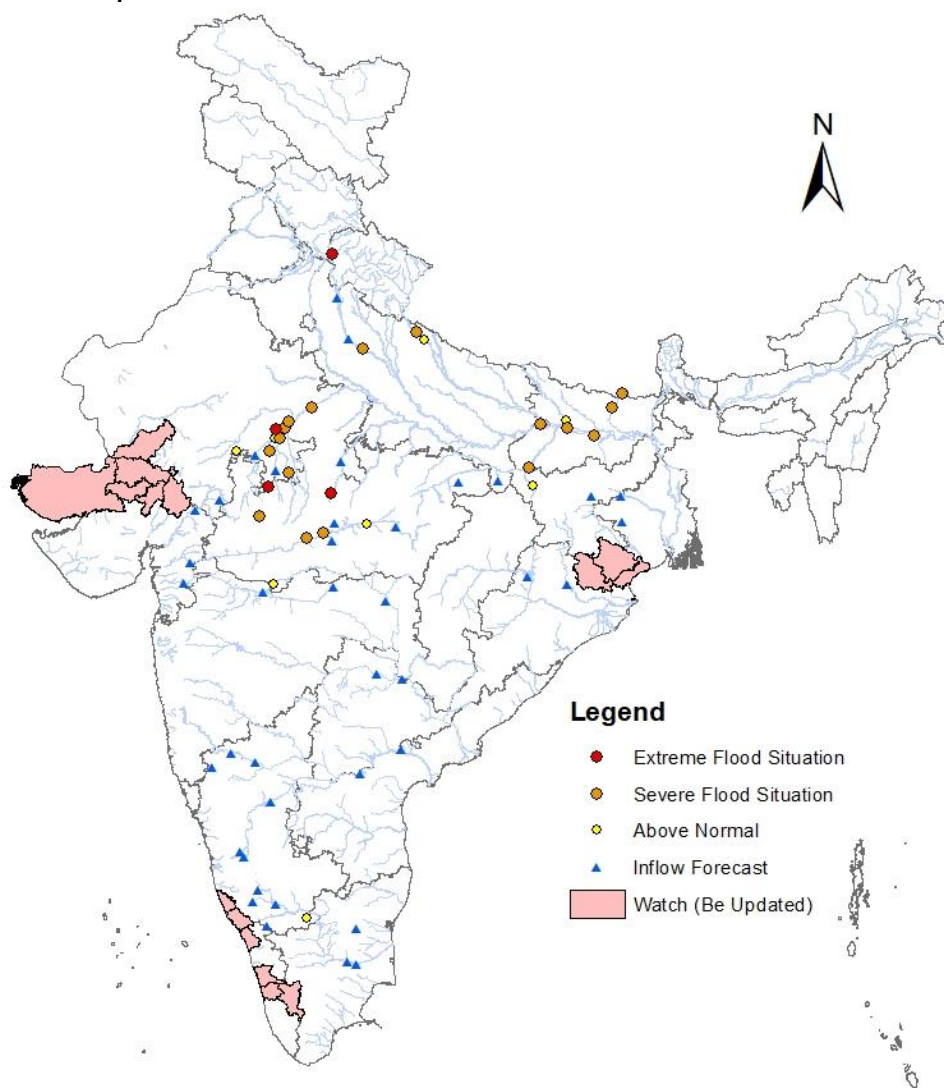 N
Legend
Extreme Flood Situation
Severe Flood Situation
Above Normal
Inflow Forecast
Watch (Be Updated)